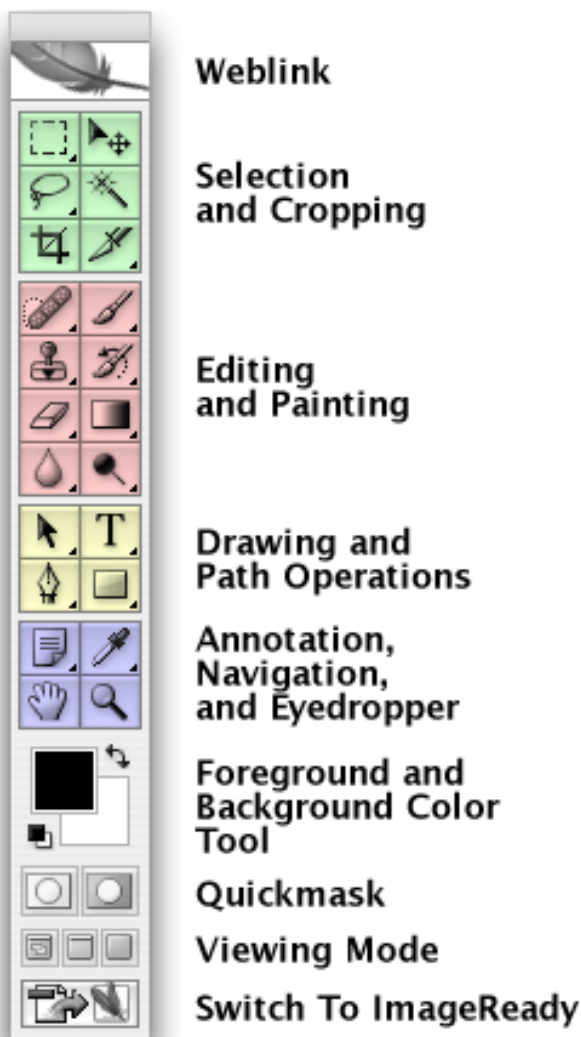 Weblink
Selection
and Cropping
Editing
and Painting
T
Drawing and
Path Operations
Annotation,
Navigation,
and Eyedropper
Foreground and
Background Color
Tool
Quickmask
Viewing Mode
Switch To ImageReady